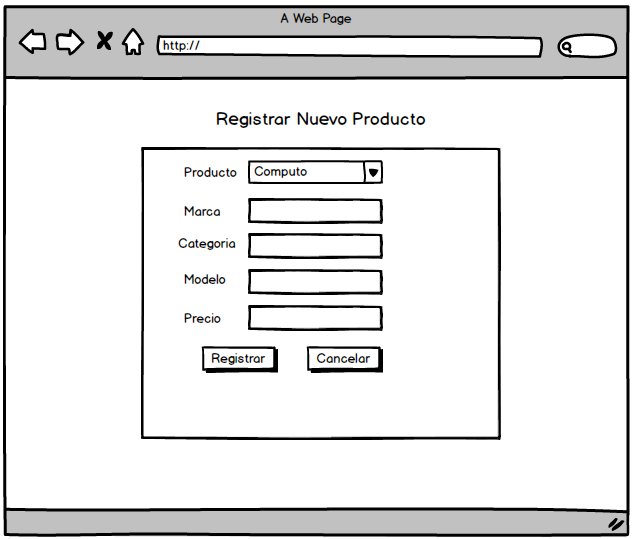 A Web Page
http://
Registrar Nuevo Producto
Producto Computo
Marca
Categoria
Modelo
Precio
Registrar Cancelar